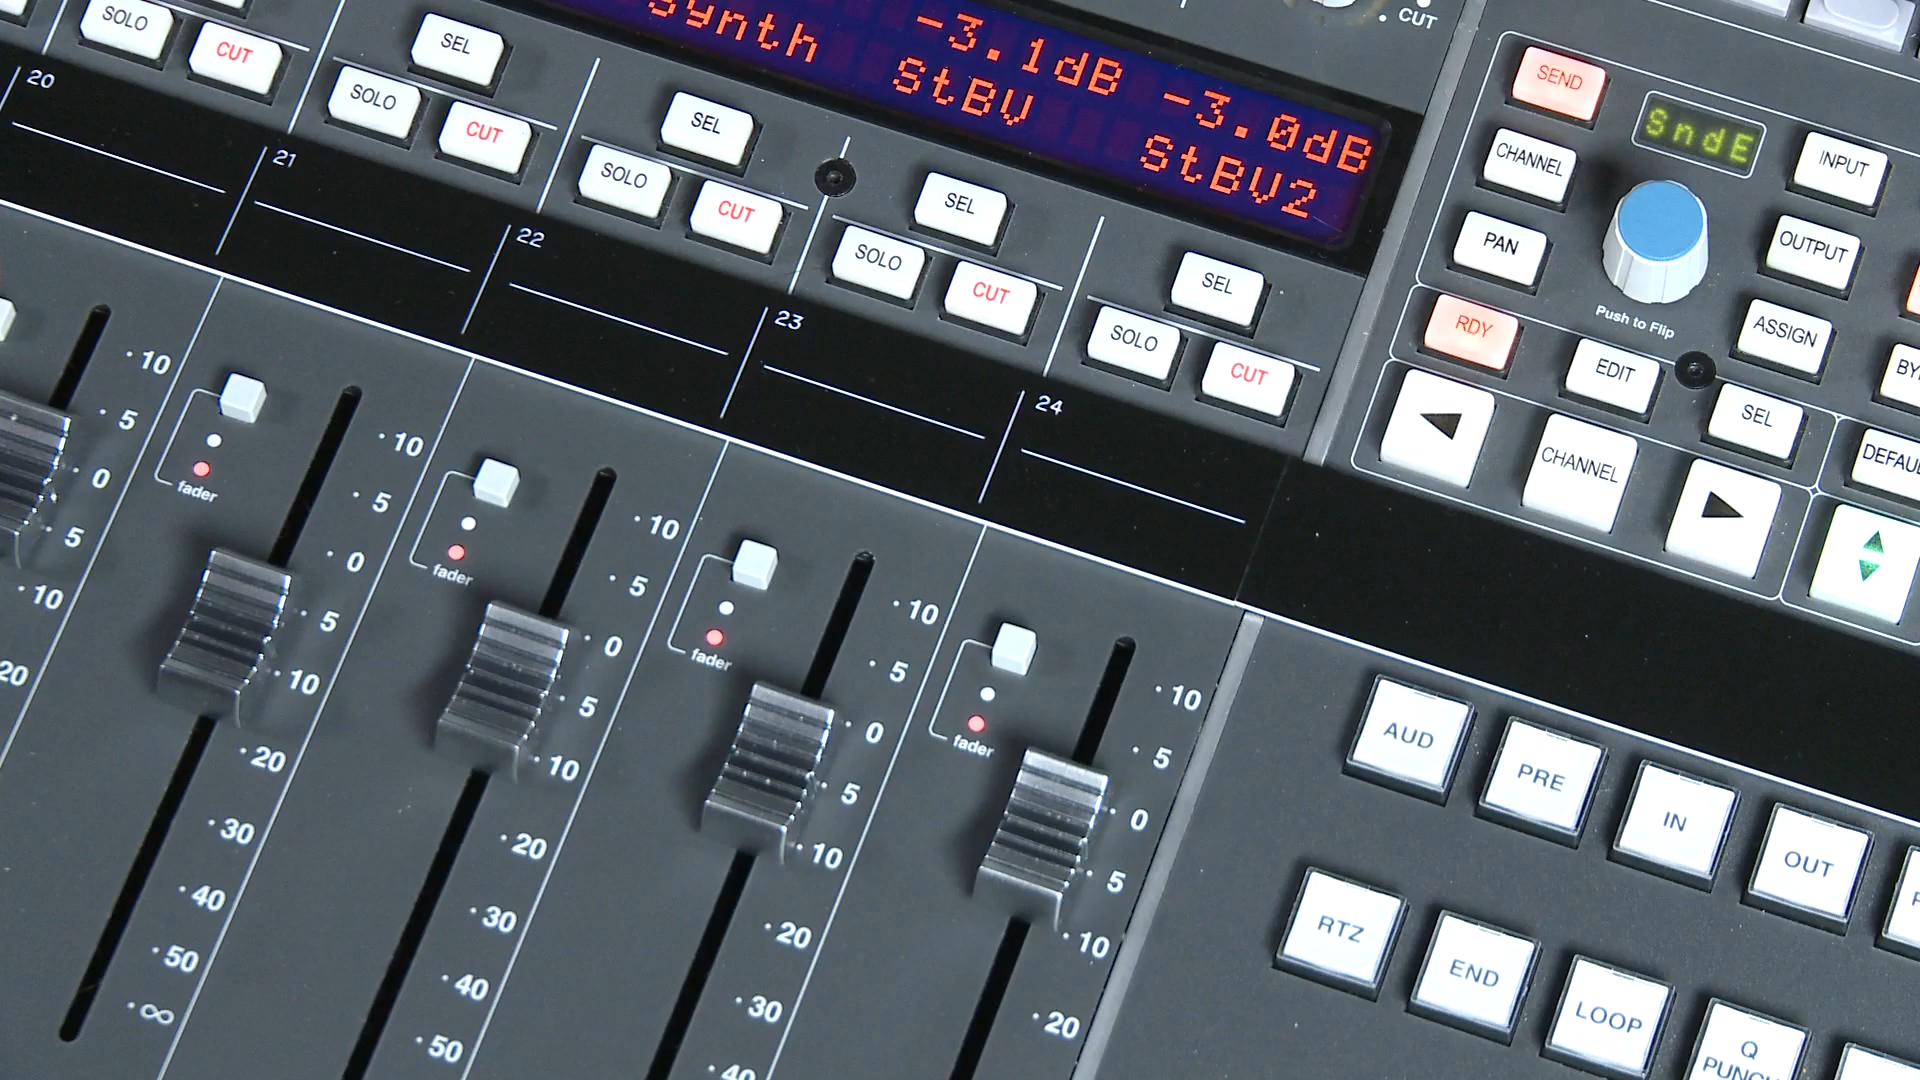 -3.1dB -3.0dB
Synth StBV StBV2
CUT
SOLO
CUT
SEL
SOLO
CUT
SEL
SOLO
CUT
SEL
SOLO
CUT
SEL
SOLO
CUT
20
21
22
23
24
SEND
SndE
CHANNEL
INPUT
PAN
OUTPUT
Push to Flip
RDY
ASSIGN
EDIT
SEL
CHANNEL
10
5
0
5
10
20
fader
10
5
0
5
10
20
30
40
50
∞
fader
10
5
0
5
10
20
30
40
50
fader
10
5
0
5
10
20
30
40
fader
10
5
0
5
10
20
AUD
PRE
IN
OUT
RTZ
END
LOOP
Q